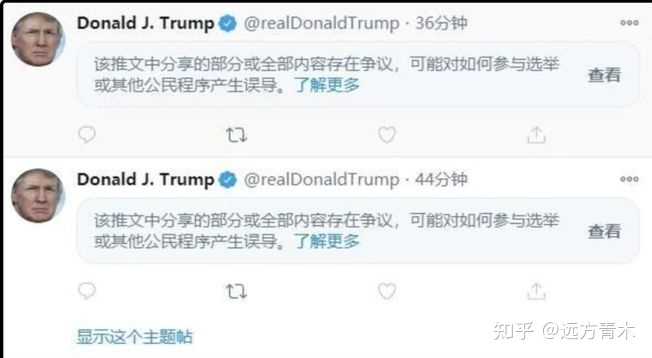 Donald J. Trump @realDonaldTrump · 36分钟
该推文中分享的部分或全部内容存在争议，可能对如何参与选举
或其他公民程序产生误导。了解更多
查看
Donald J. Trump @realDonaldTrump · 44分钟
该推文中分享的部分或全部内容存在争议，可能对如何参与选举
或其他公民程序产生误导。了解更多
查看
显示这个主题帖
知乎 @远方青木